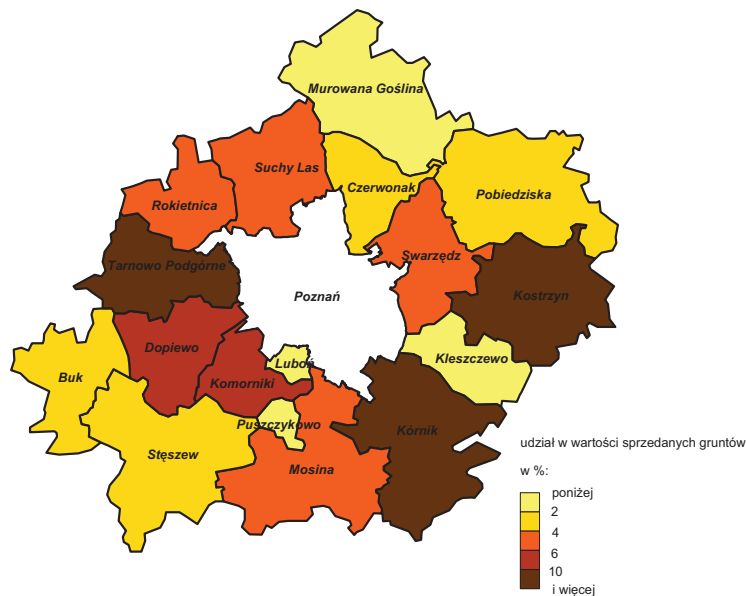 Murowana Goślina
Suchy Las
Czerwonak
Pobiedziska
Rokietnica
Swarzędz
Tarnowo Podgórne
Poznań
Kostrzyn
Dopiewo
Kleszczewo
Luboń
Buk
Komorniki
Puszczykowo
Kórnik
Stęszew
Mosina
udział w wartości sprzedanych gruntów
w %:
poniżej
2
4
6
10
i więcej